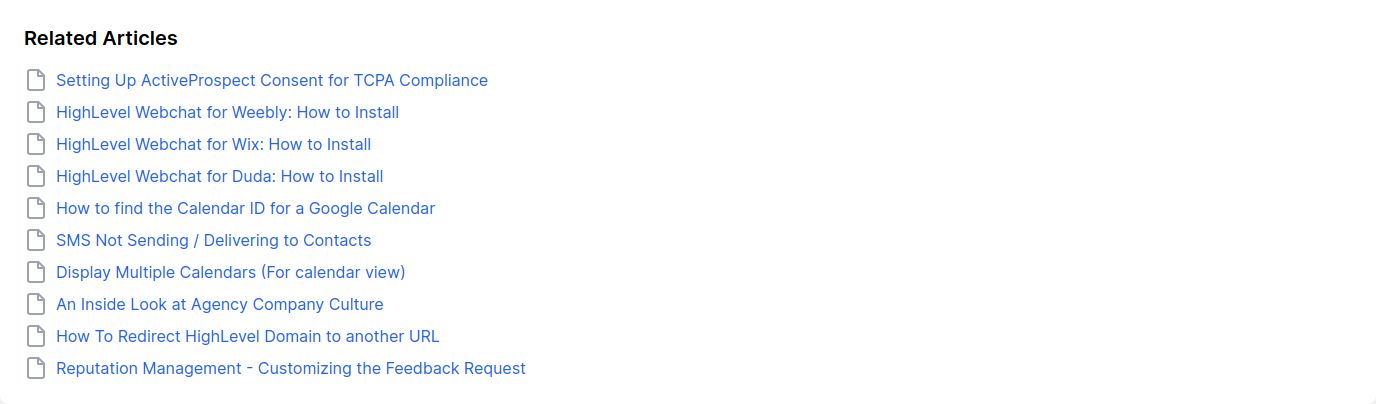 Related Articles
Setting Up ActiveProspect Consent for TCPA Compliance
HighLevel Webchat for Weebly: How to Install
HighLevel Webchat for Wix: How to Install
HighLevel Webchat for Duda: How to Install
How to find the Calendar ID for a Google Calendar
SMS Not Sending / Delivering to Contacts
Display Multiple Calendars (For calendar view)
An Inside Look at Agency Company Culture
How To Redirect HighLevel Domain to another URL
Reputation Management - Customizing the Feedback Request